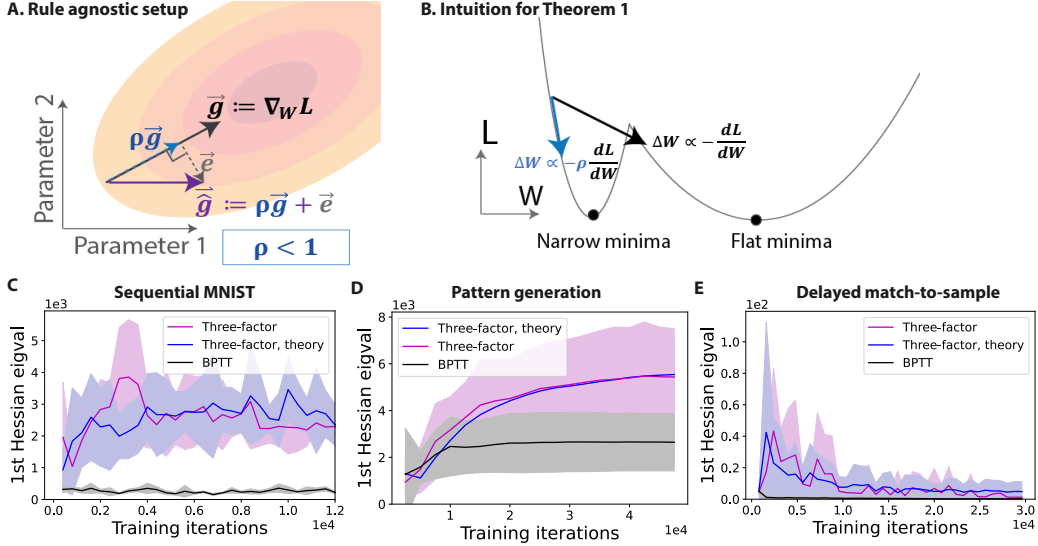 A. Rule agnostic setup
Parameter 2
g⃗ := ∇_W L
ρg⃗
e⃗
ĝ⃗ := ρg⃗ + e⃗
Parameter 1
ρ < 1
B. Intuition for Theorem 1
L
W
ΔW ∝ −ρ dL/dW
ΔW ∝ − dL/dW
Narrow minima
Flat minima
C
Sequential MNIST
1e3
1st Hessian eigval
5
4
3
2
1
0
Three-factor
Three-factor, theory
BPTT
0.0 0.2 0.4 0.6 0.8 1.0 1.2
1e4
Training iterations
D
Pattern generation
1e3
1st Hessian eigval
8
6
4
2
0
Three-factor, theory
Three-factor
BPTT
1 2 3 4
1e4
Training iterations
E
Delayed match-to-sample
1e2
1st Hessian eigval
1.0
0.8
0.6
0.4
0.2
0.0
Three-factor
Three-factor, theory
BPTT
0.0 0.5 1.0 1.5 2.0 2.5 3.0
1e4
Training iterations